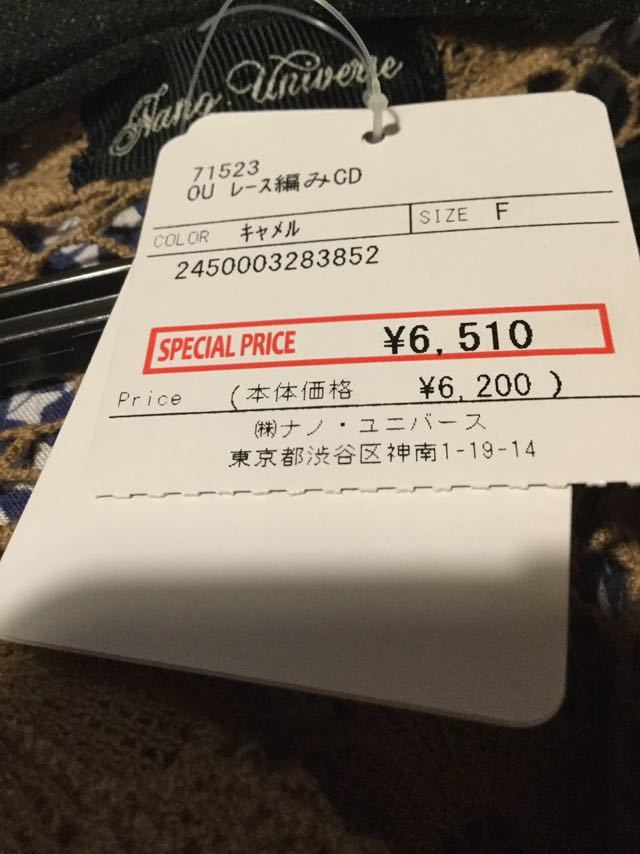 Nano Universe
71523
OU レース編みCD
COLOR キャメル SIZE F
2450003283852
SPECIAL PRICE ¥6,510
Price (本体価格 ¥6,200)
㈱ナノ・ユニバース
東京都渋谷区神南1-19-14